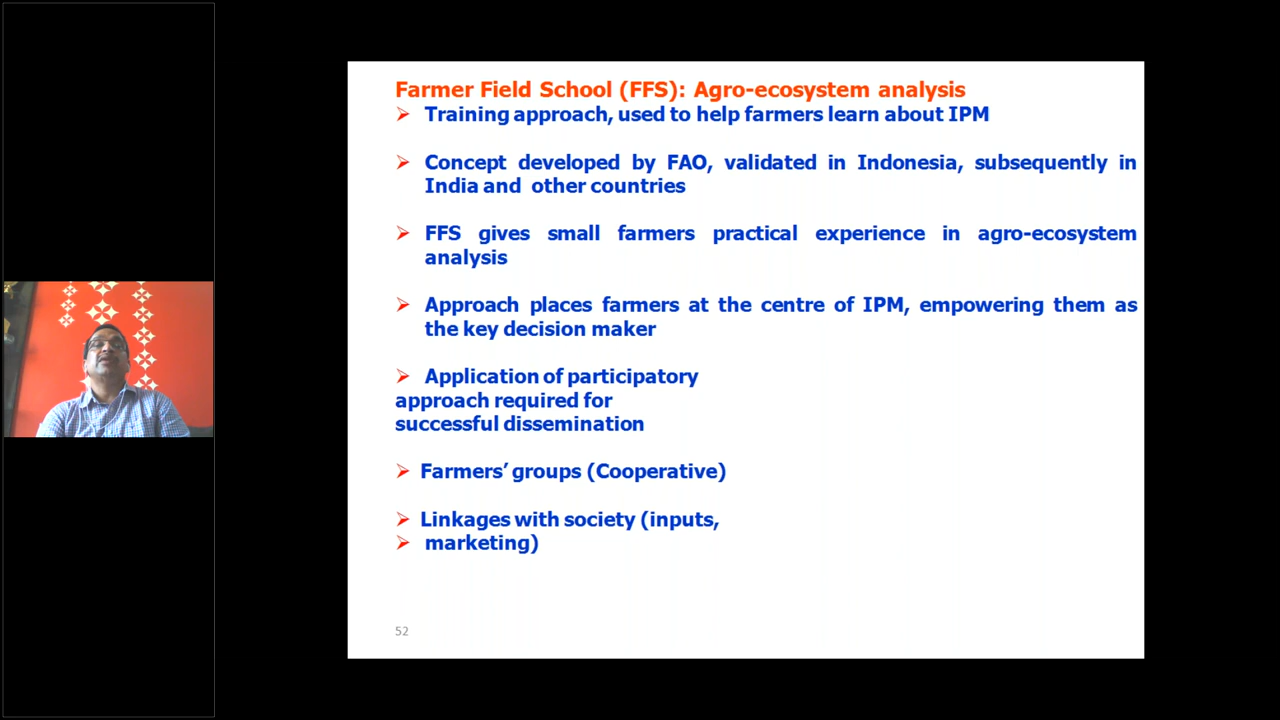 Farmer Field School (FFS): Agro-ecosystem analysis
➢ Training approach, used to help farmers learn about IPM
➢ Concept developed by FAO, validated in Indonesia, subsequently in
India and other countries
➢ FFS gives small farmers practical experience in agro-ecosystem
analysis
➢ Approach places farmers at the centre of IPM, empowering them as
the key decision maker
➢ Application of participatory
approach required for
successful dissemination
➢ Farmers’ groups (Cooperative)
➢ Linkages with society (inputs,
➢ marketing)
52